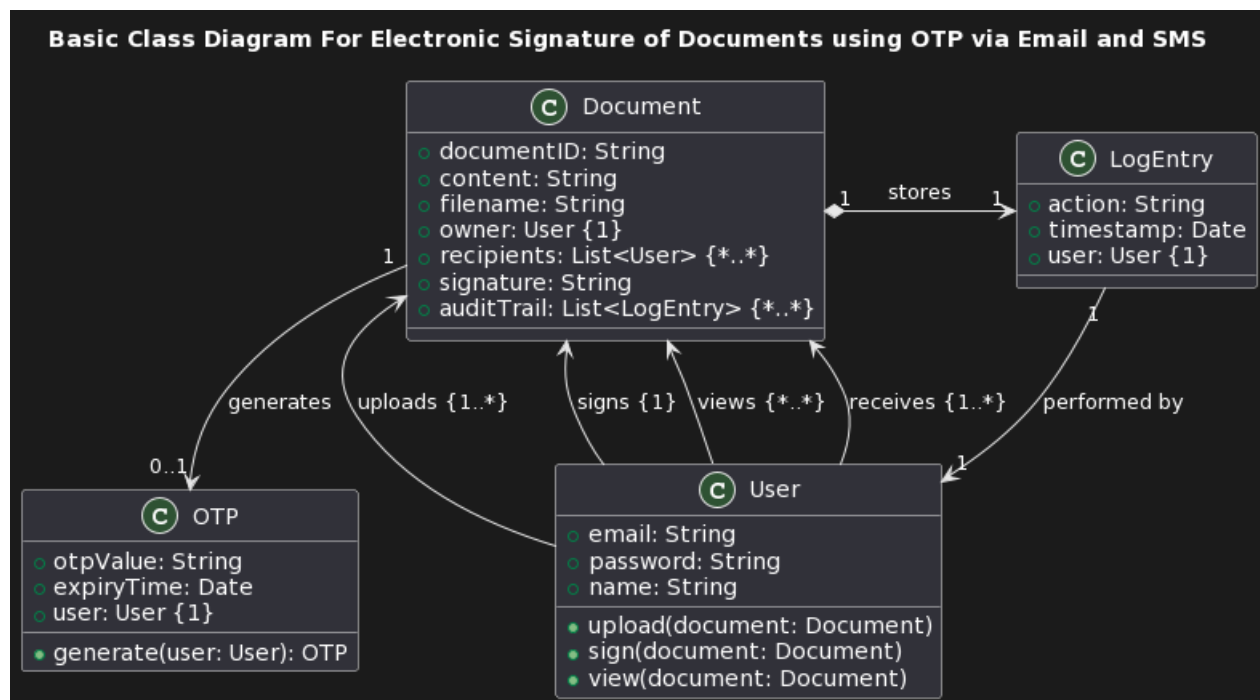 Basic Class Diagram For Electronic Signature of Documents using OTP via Email and SMS
C Document
documentID: String
content: String
filename: String
owner: User {1}
recipients: List<User> {*..*}
signature: String
auditTrail: List<LogEntry> {*..*}
C LogEntry
action: String
timestamp: Date
user: User {1}
1 stores 1
1
1
generates
uploads {1..*}
signs {1}
views {*..*}
receives {1..*}
performed by
0..1
1
C OTP
otpValue: String
expiryTime: Date
user: User {1}
generate(user: User): OTP
C User
email: String
password: String
name: String
upload(document: Document)
sign(document: Document)
view(document: Document)